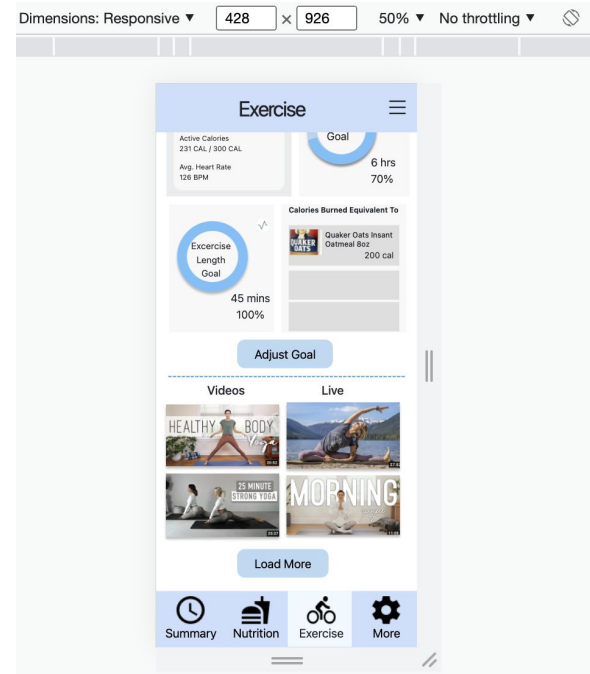 Dimensions: Responsive ▼ 428 × 926 50% ▼ No throttling ▼
Exercise
Active Calories
231 CAL / 300 CAL
Avg. Heart Rate
126 BPM
Goal
6 hrs
70%
Excercise
Length
Goal
45 mins
100%
Calories Burned Equivalent To
QUAKER
OATS
Quaker Oats Insant
Oatmeal 8oz
200 cal
Adjust Goal
Videos
Live
HEALTHY BODY
Yoga
25 MINUTE
STRONG YOGA
MORNING
Load More
Summary
Nutrition
Exercise
More